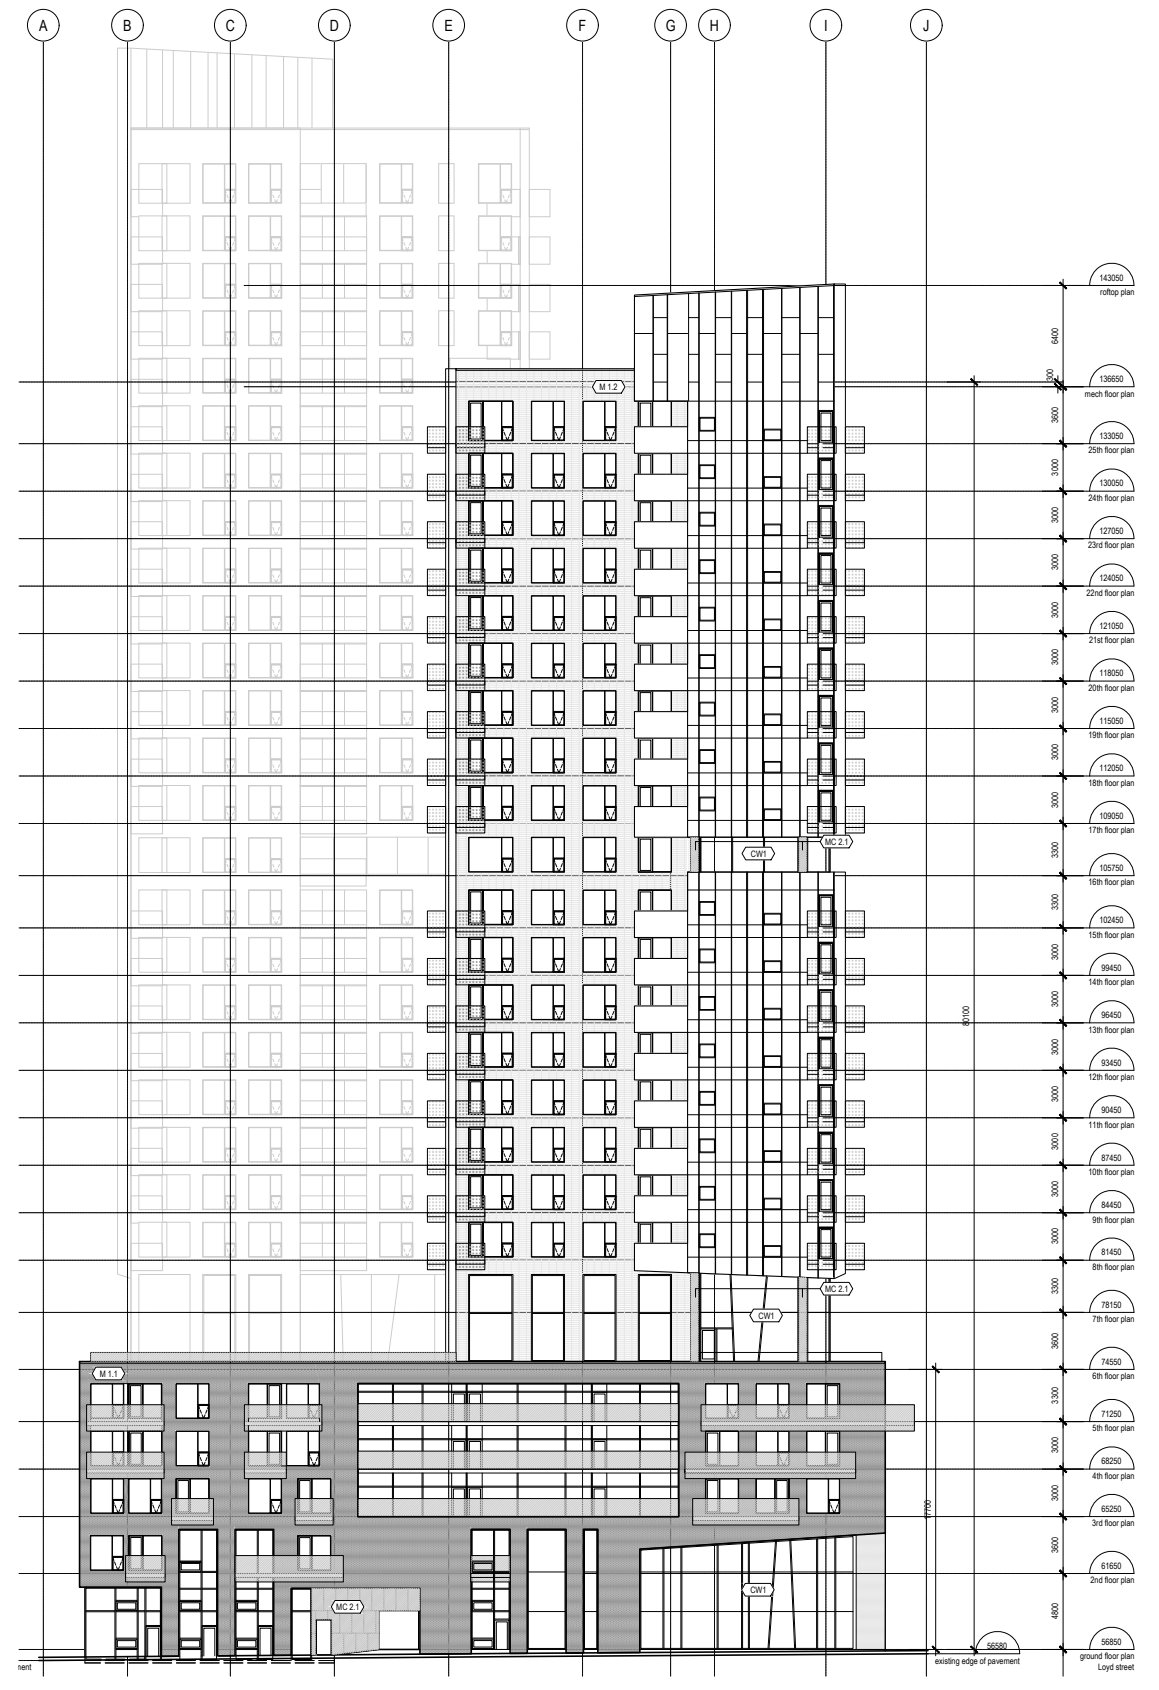 A B C D E F G H I J
143050
roftop plan
6400
300
136650
mech floor plan
M 1.2
3600
133050
25th floor plan
3000
130050
24th floor plan
3000
127050
23rd floor plan
3000
124050
22nd floor plan
3000
121050
21st floor plan
3000
118050
20th floor plan
3000
115050
19th floor plan
3000
112050
18th floor plan
3000
109050
17th floor plan
3300
MC 2.1
CW1
105750
16th floor plan
3300
102450
15th floor plan
3000
99450
14th floor plan
3000
80100
96450
13th floor plan
3000
93450
12th floor plan
3000
90450
11th floor plan
3000
87450
10th floor plan
3000
84450
9th floor plan
3000
81450
8th floor plan
3300
MC 2.1
CW1
78150
7th floor plan
3600
74550
6th floor plan
M 1.1
3300
71250
5th floor plan
3000
68250
4th floor plan
3000
65250
3rd floor plan
17700
3600
61650
2nd floor plan
CW1
MC 2.1
4800
56580
existing edge of pavement
56850
ground floor plan
Loyd street
ment